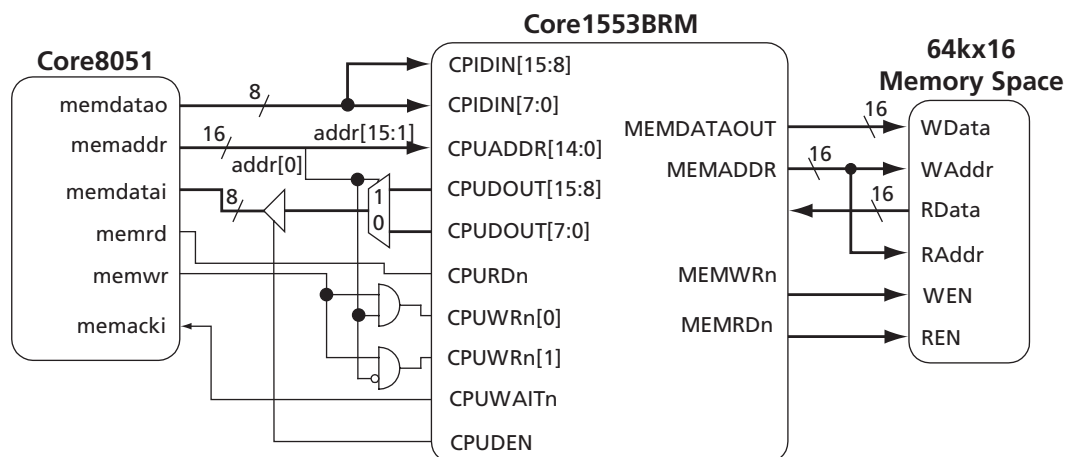 Core1553BRM
Core8051
64kx16
Memory Space
memdatao
8
CPIDIN[15:8]
CPIDIN[7:0]
memaddr
16
addr[15:1]
addr[0]
CPUADDR[14:0]
memdatai
8
1
0
CPUDOUT[15:8]
CPUDOUT[7:0]
memrd
CPURDn
memwr
CPUWRn[0]
memacki
CPUWRn[1]
CPUWAITn
CPUDEN
MEMDATAOUT
16
WData
MEMADDR
16
WAddr
16
RData
RAddr
MEMWRn
WEN
MEMRDn
REN